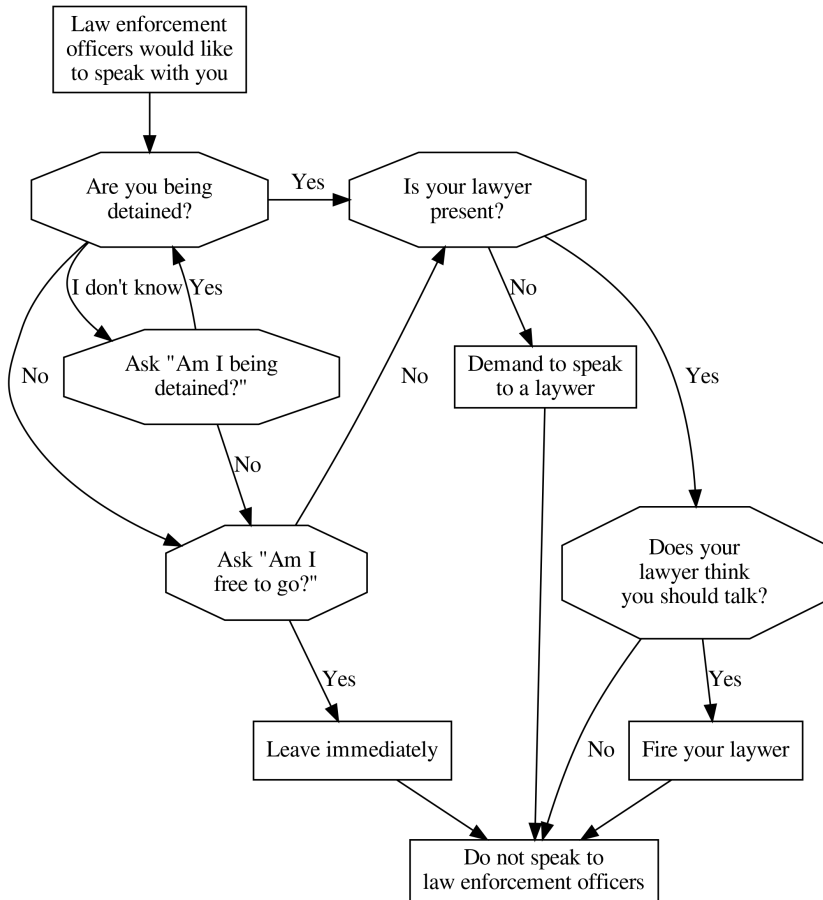 Law enforcement
officers would like
to speak with you
Are you being
detained?
Yes
Is your lawyer
present?
I don't know
Yes
No
No
Ask "Am I being
detained?"
Demand to speak
to a laywer
No
Yes
No
Ask "Am I
free to go?"
Does your
lawyer think
you should talk?
Yes
Yes
Leave immediately
No
Fire your laywer
Do not speak to
law enforcement officers